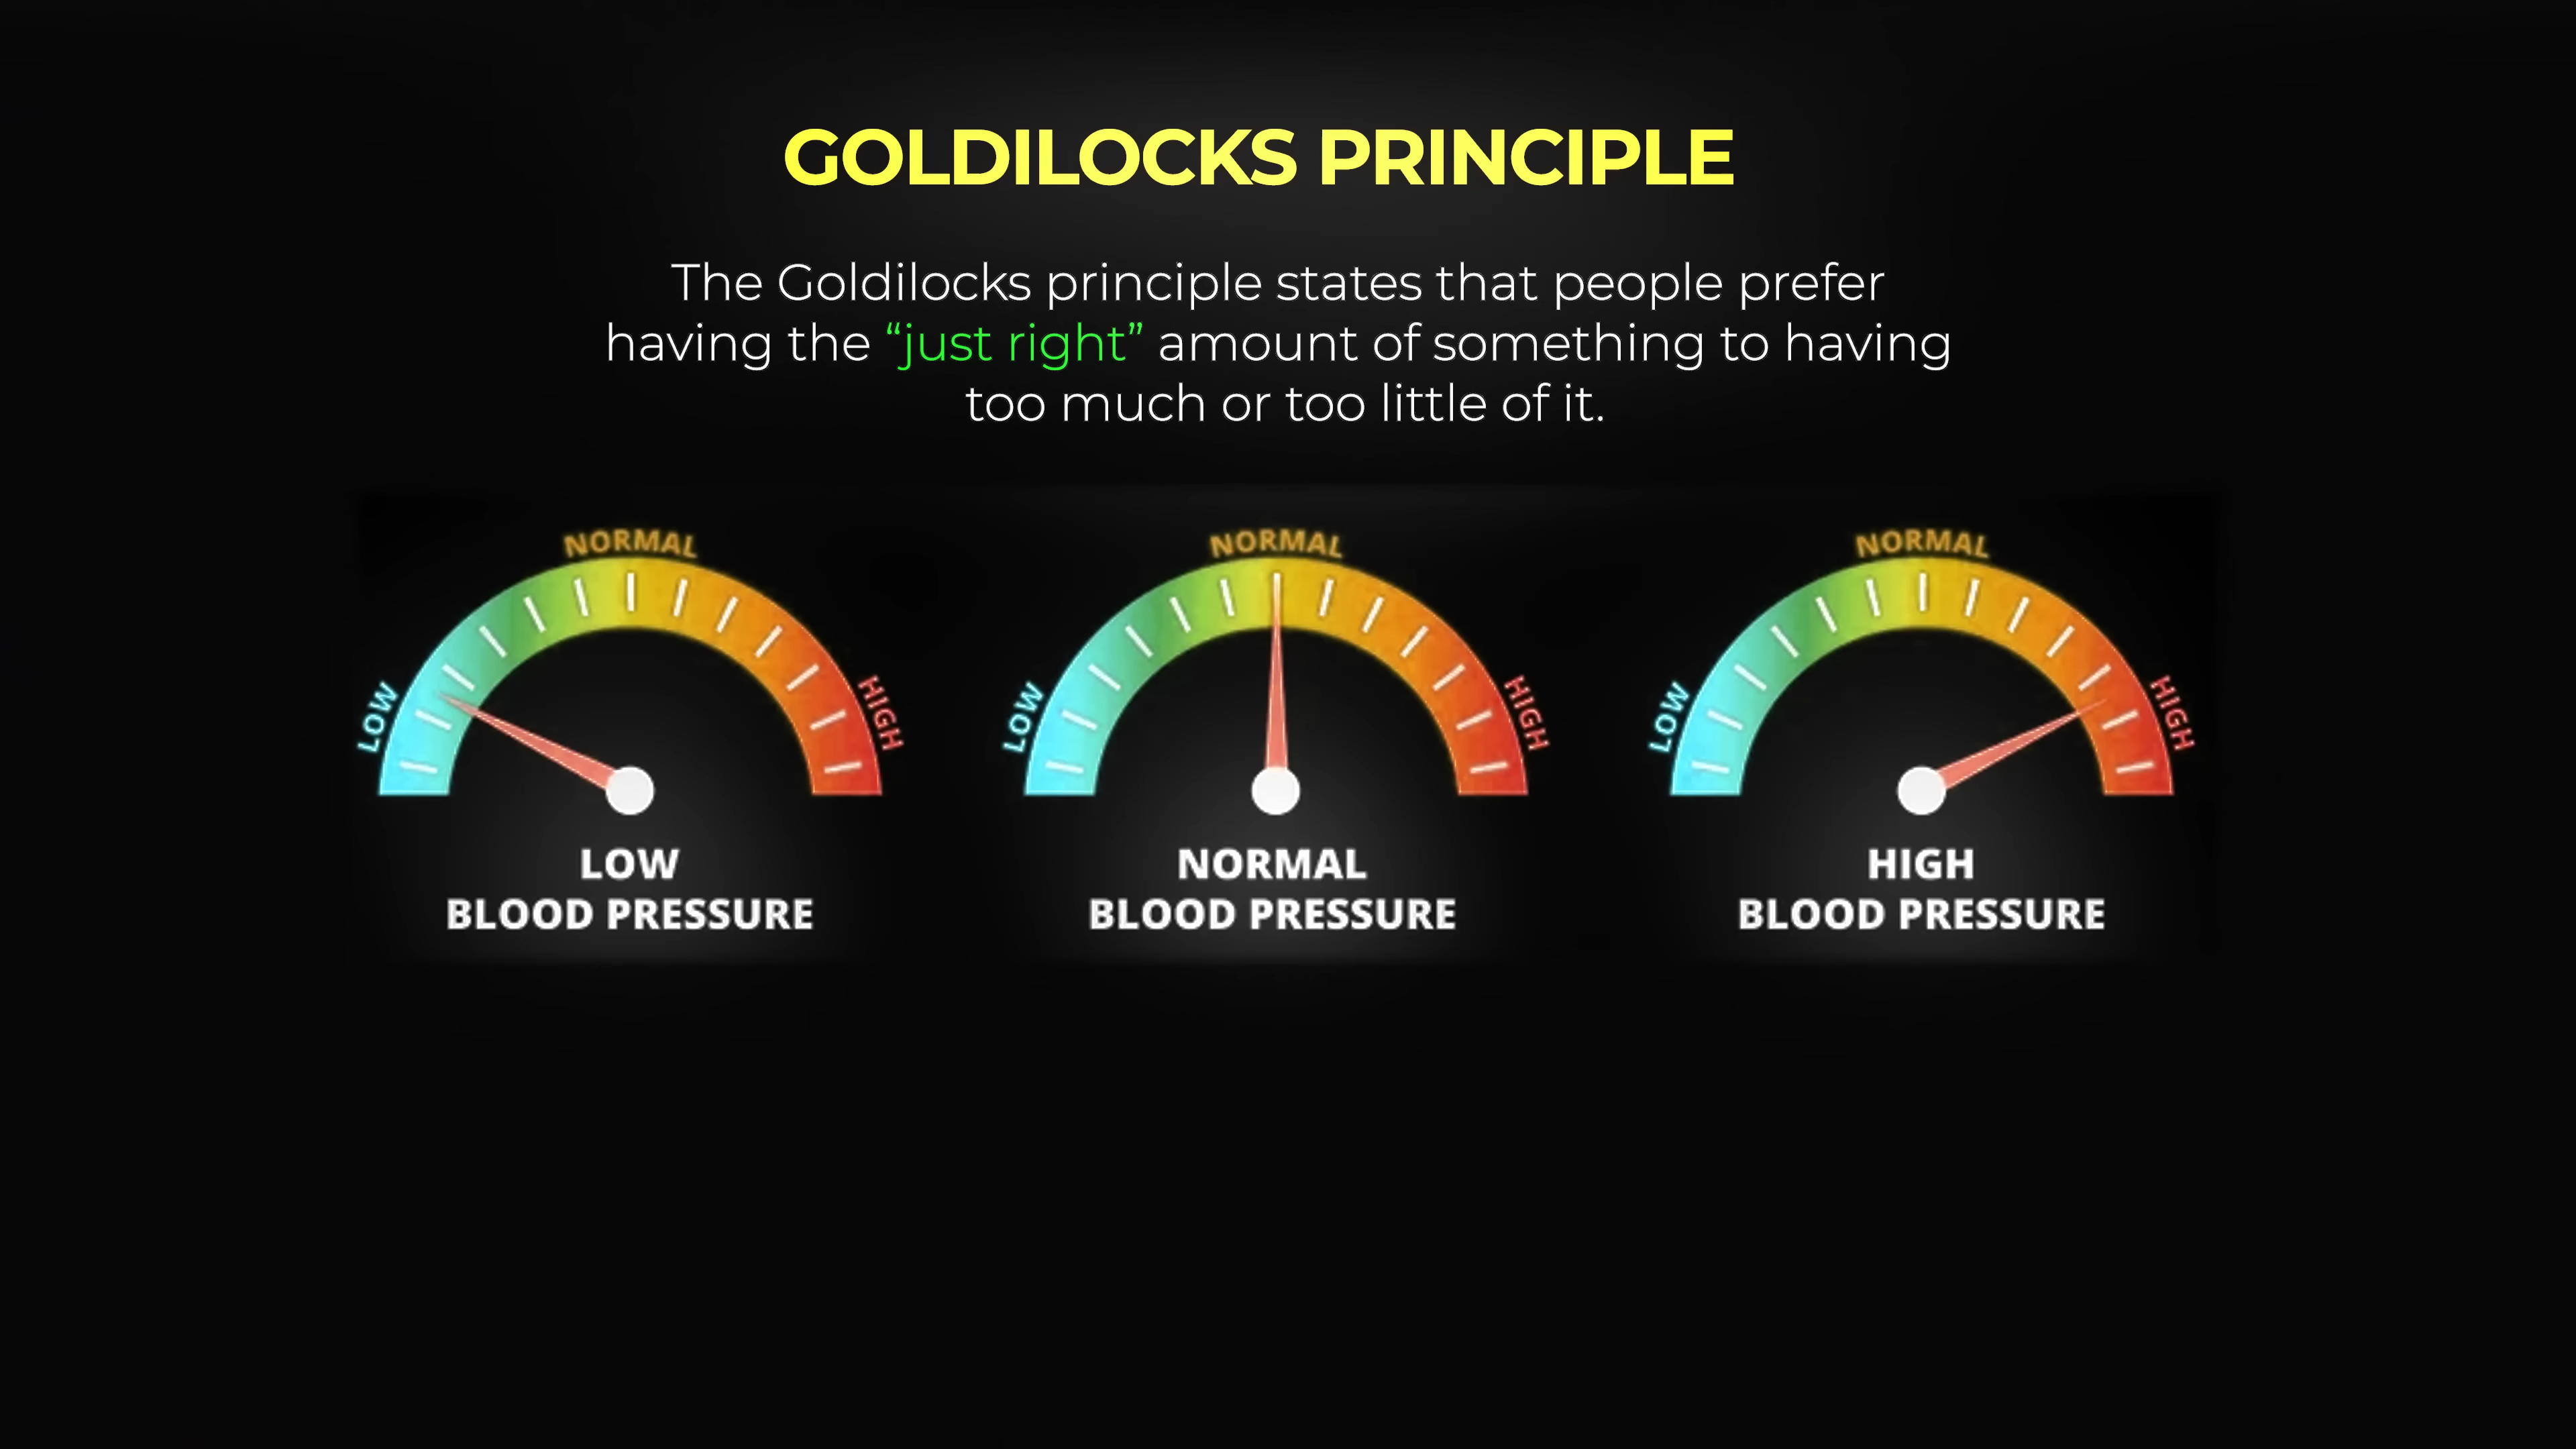 GOLDILOCKS PRINCIPLE
The Goldilocks principle states that people prefer
having the “just right” amount of something to having
too much or too little of it.
NORMAL
LOW
HIGH
LOW
BLOOD PRESSURE
NORMAL
LOW
HIGH
NORMAL
BLOOD PRESSURE
NORMAL
LOW
HIGH
HIGH
BLOOD PRESSURE